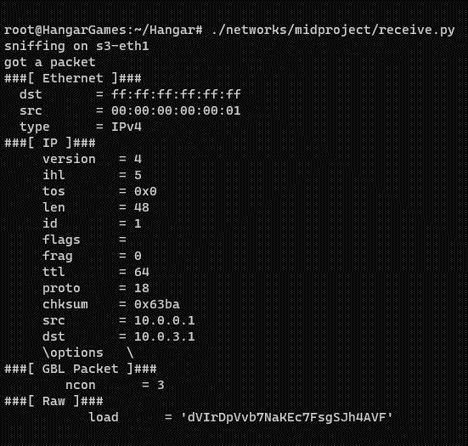 root@HangarGames:~/Hangar# ./networks/midproject/receive.py
sniffing on s3-eth1
got a packet
###[ Ethernet ]###
  dst       = ff:ff:ff:ff:ff:ff
  src       = 00:00:00:00:00:01
  type      = IPv4
###[ IP ]###
     version   = 4
     ihl       = 5
     tos       = 0x0
     len       = 48
     id        = 1
     flags     =
     frag      = 0
     ttl       = 64
     proto     = 18
     chksum    = 0x63ba
     src       = 10.0.0.1
     dst       = 10.0.3.1
     \options   \
###[ GBL Packet ]###
        ncon      = 3
###[ Raw ]###
           load      = 'dVIrDpVvb7NaKEc7FsgSJh4AVF'